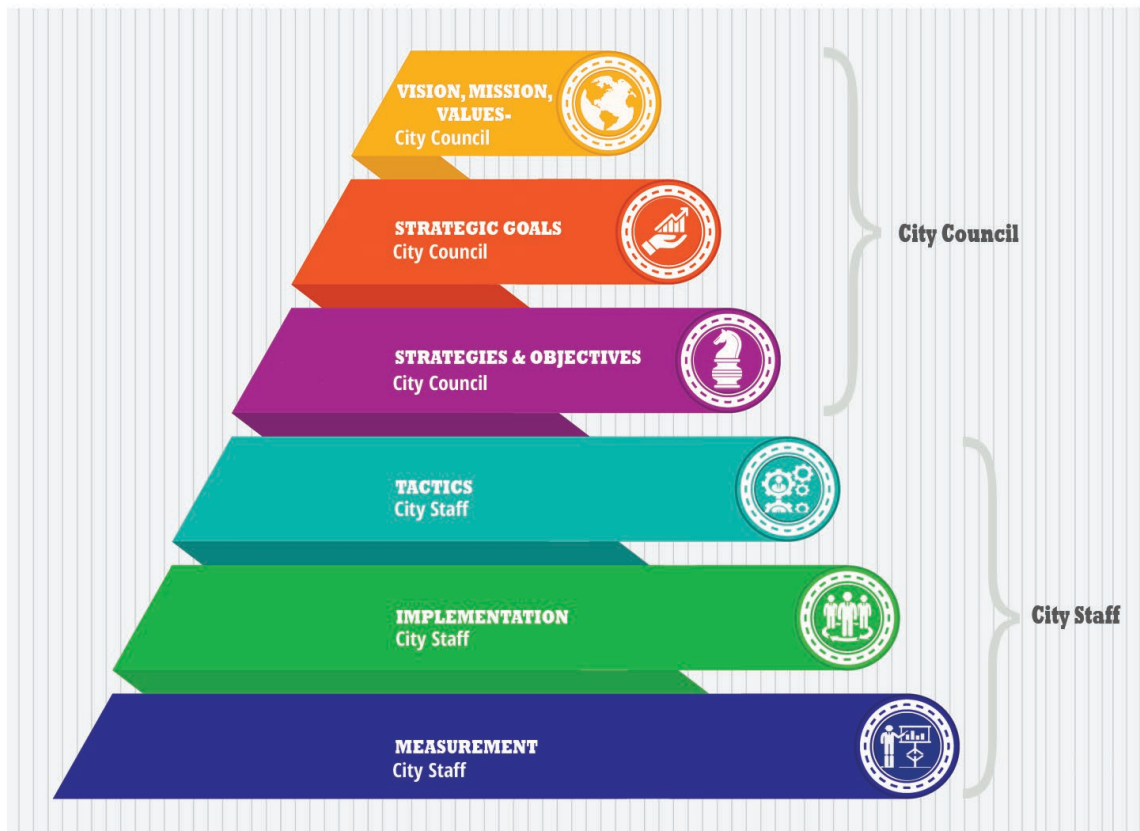 VISION, MISSION,
VALUES-
City Council
STRATEGIC GOALS
City Council
City Council
STRATEGIES & OBJECTIVES
City Council
TACTICS
City Staff
IMPLEMENTATION
City Staff
City Staff
MEASUREMENT
City Staff